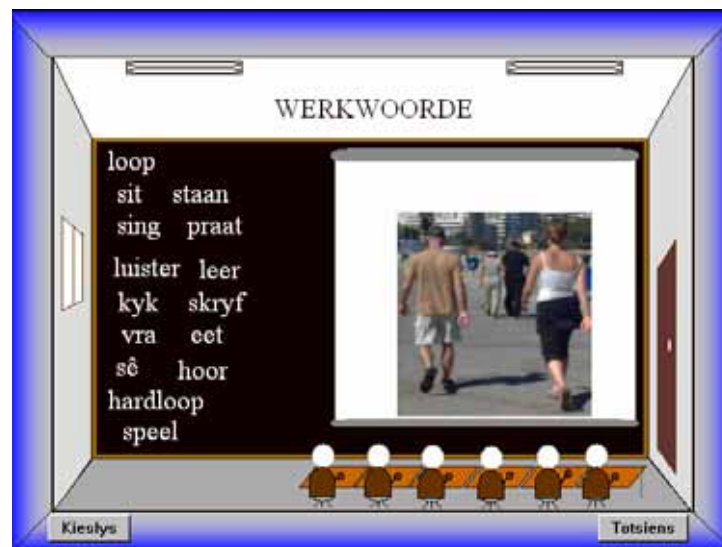 WERKWOORDE
loop
sit staan
sing praat
luister leer
kyk skryf
vra eet
sê hoor
hardloop
speel
Kieslys Totsiens